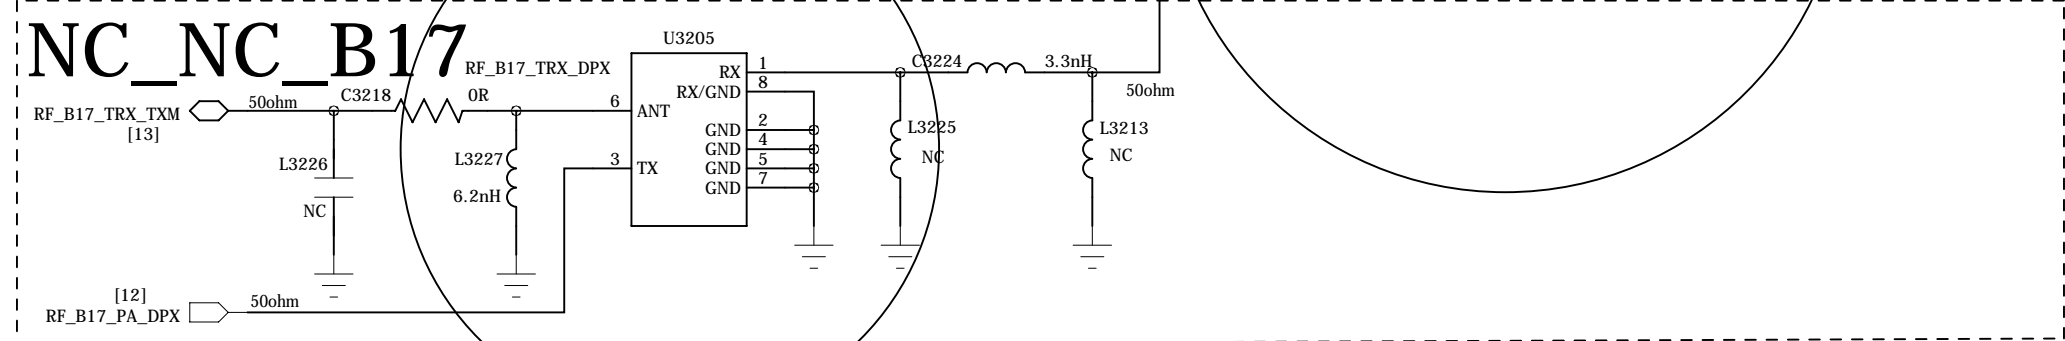 NC_NC_B17
U3205
RF_B17_TRX_DPX
RX 1
C3224 3.3nH
RX/GND 8
50ohm
RF_B17_TRX_TXM 50ohm C3218 0R 6 ANT
[13]
GND 2
L3225 L3213
GND 4
NC NC
L3226 L3227 3 TX GND 5
GND 7
6.2nH
NC
[12]
50ohm
RF_B17_PA_DPX